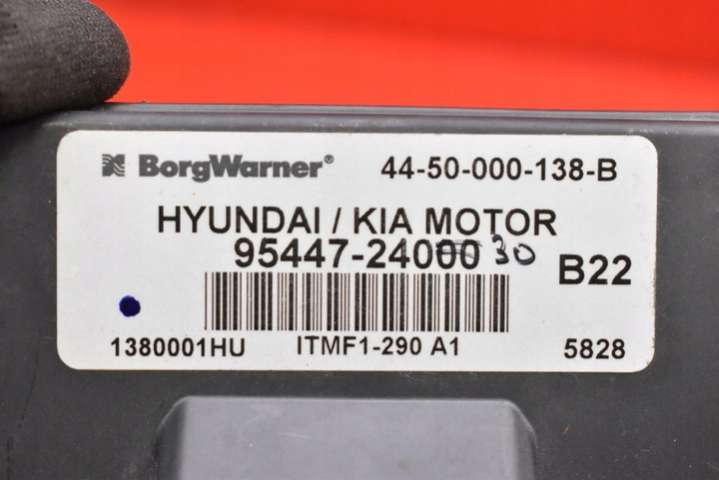 BorgWarner® 44-50-000-138-B
HYUNDAI / KIA MOTOR
95447-24000 30
B22
1380001HU ITMF1-290 A1 5828